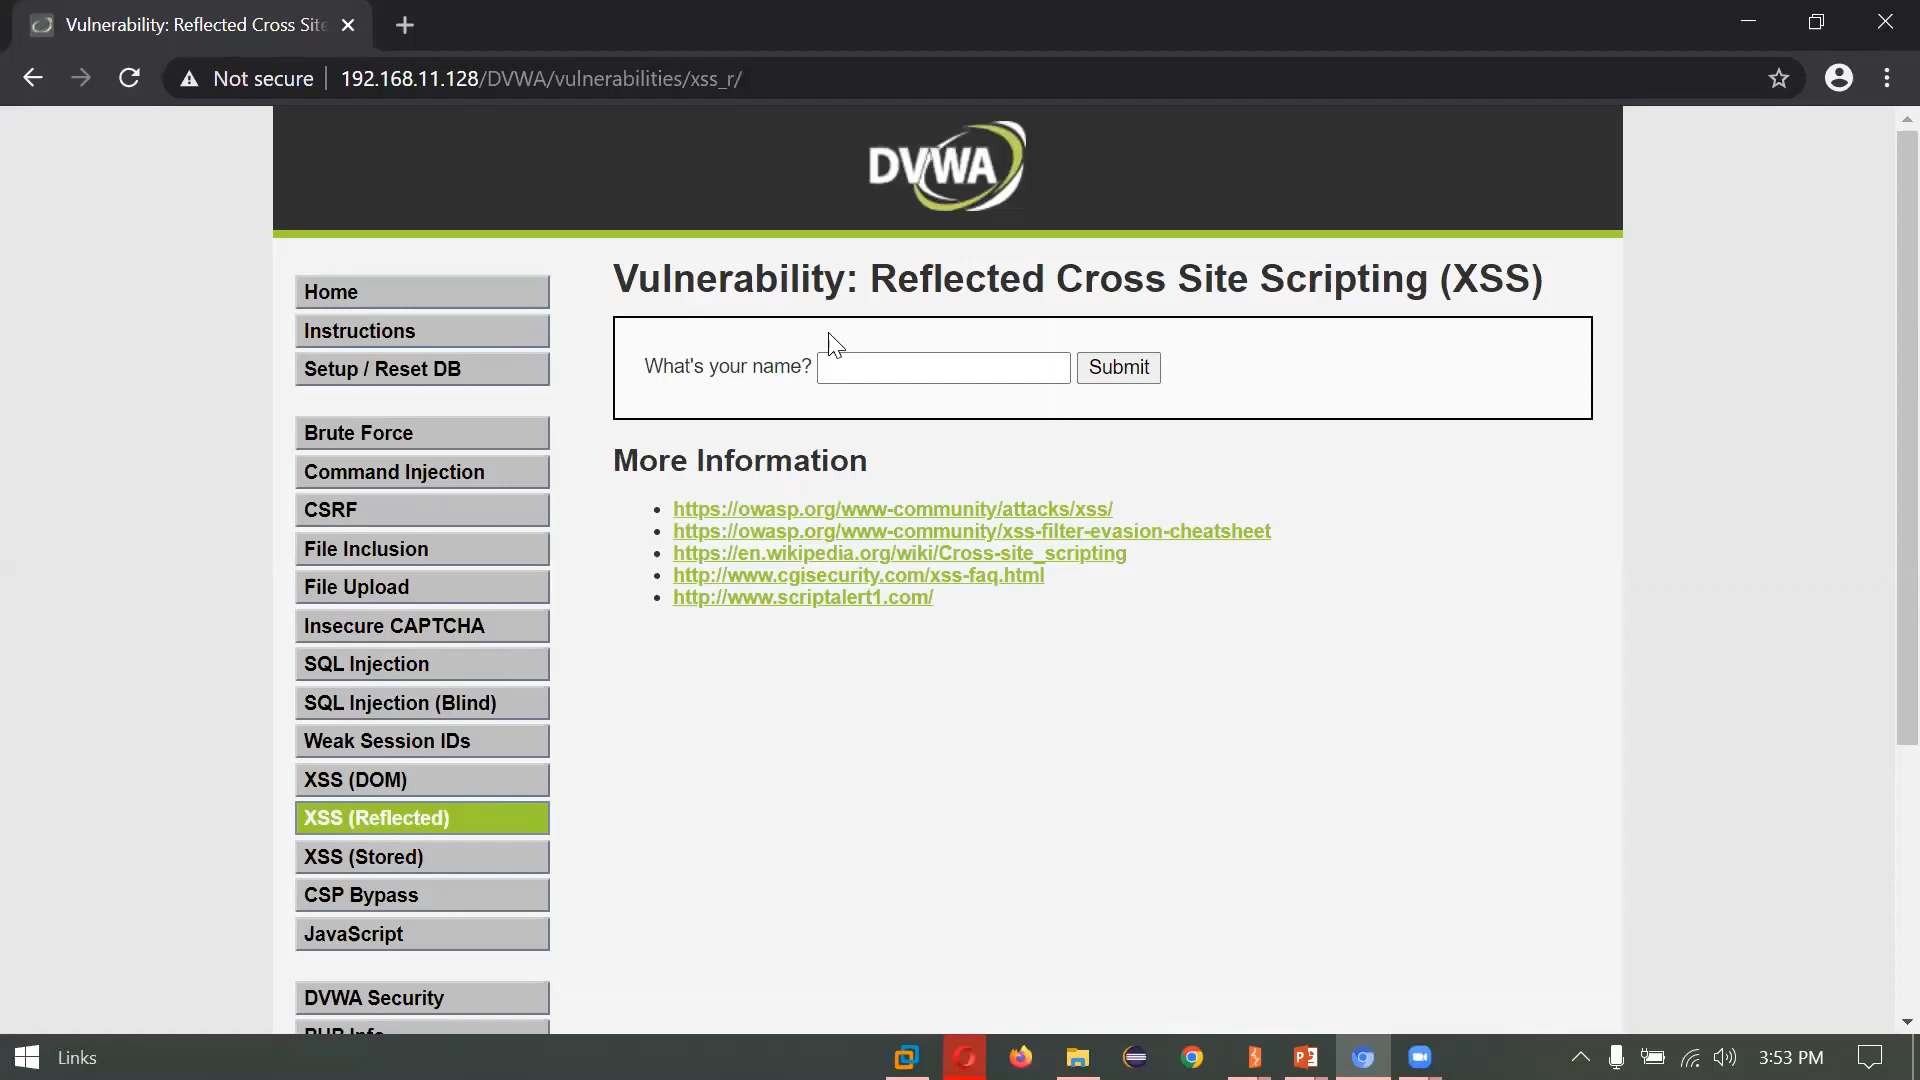 Vulnerability: Reflected Cross Site
Not secure
192.168.11.128/DVWA/vulnerabilities/xss_r/
DVWA
Home
Instructions
Setup / Reset DB
Brute Force
Command Injection
CSRF
File Inclusion
File Upload
Insecure CAPTCHA
SQL Injection
SQL Injection (Blind)
Weak Session IDs
XSS (DOM)
XSS (Reflected)
XSS (Stored)
CSP Bypass
JavaScript
DVWA Security
PHP Info
Vulnerability: Reflected Cross Site Scripting (XSS)
What's your name?
Submit
More Information
https://owasp.org/www-community/attacks/xss/
https://owasp.org/www-community/xss-filter-evasion-cheatsheet
https://en.wikipedia.org/wiki/Cross-site_scripting
http://www.cgisecurity.com/xss-faq.html
http://www.scriptalert1.com/
Links
3:53 PM